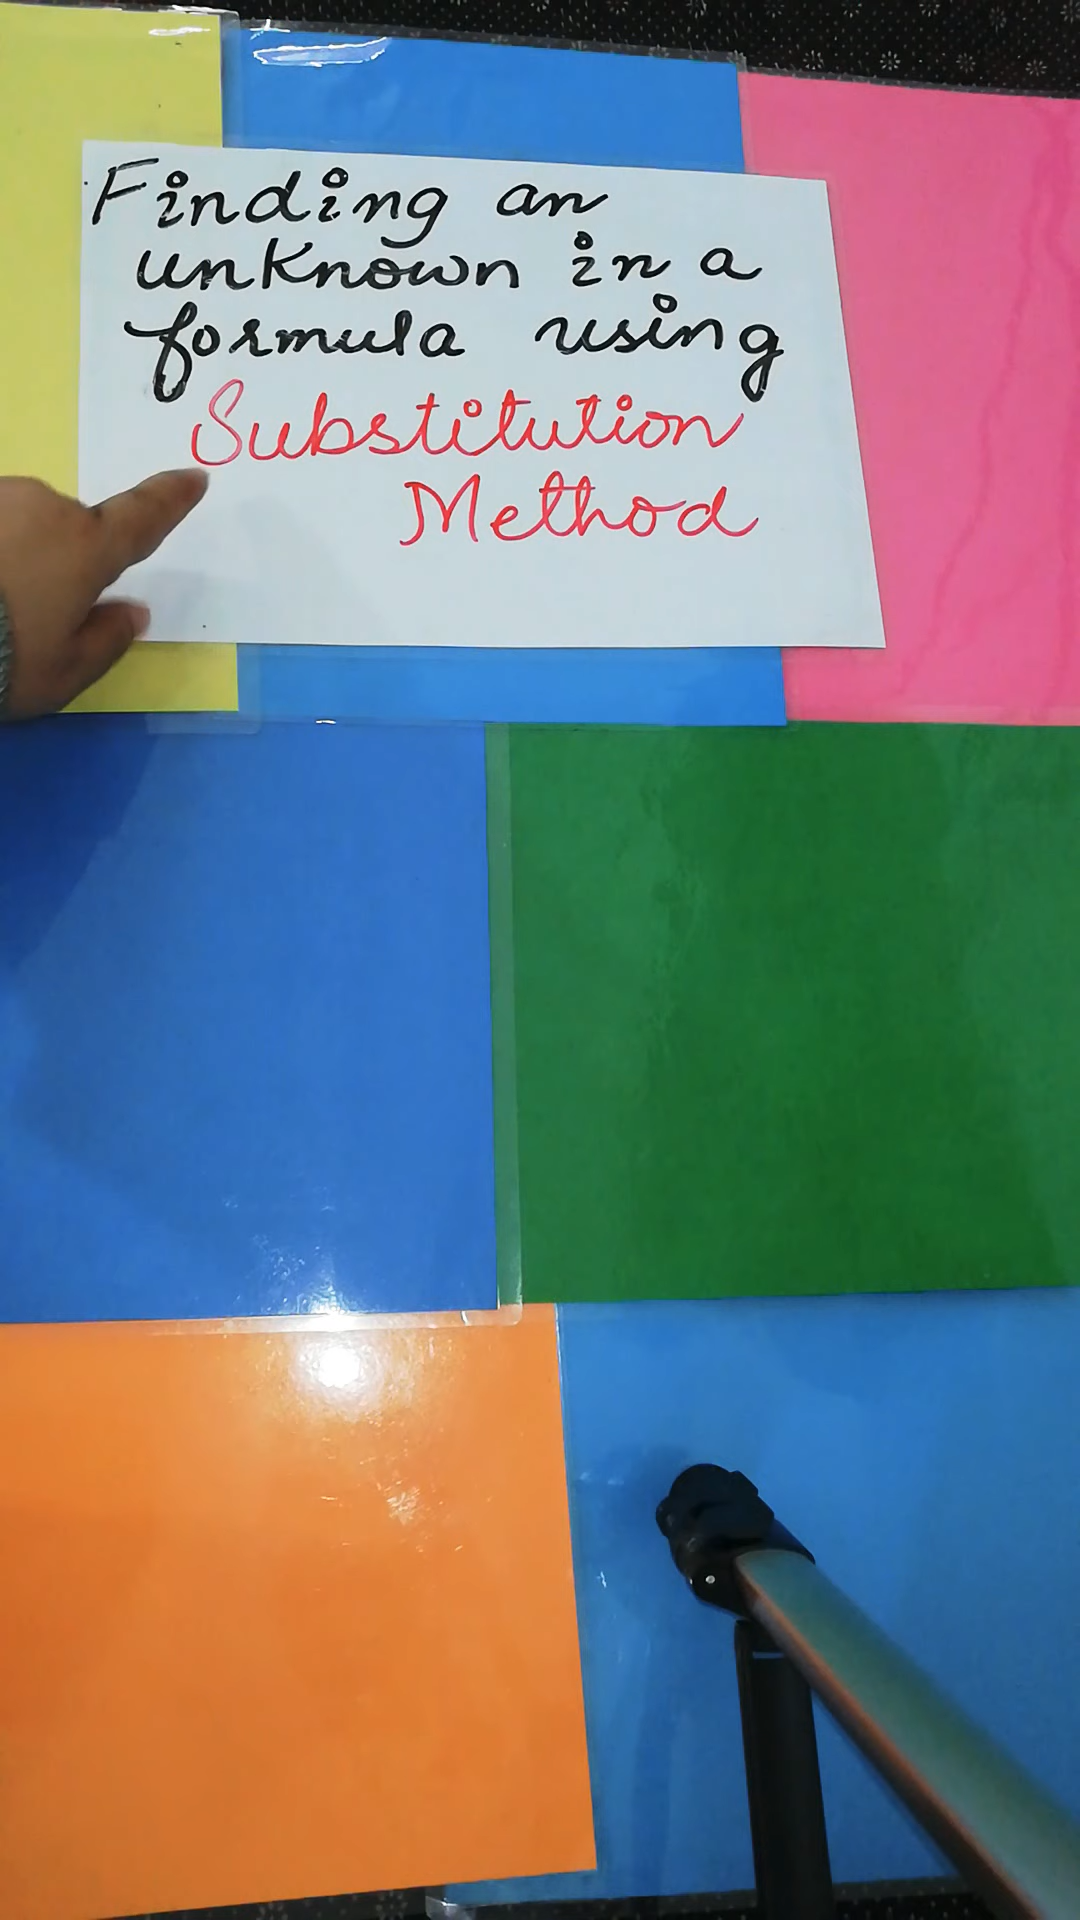 Finding an
unknown in a
formula using
Substitution
Method